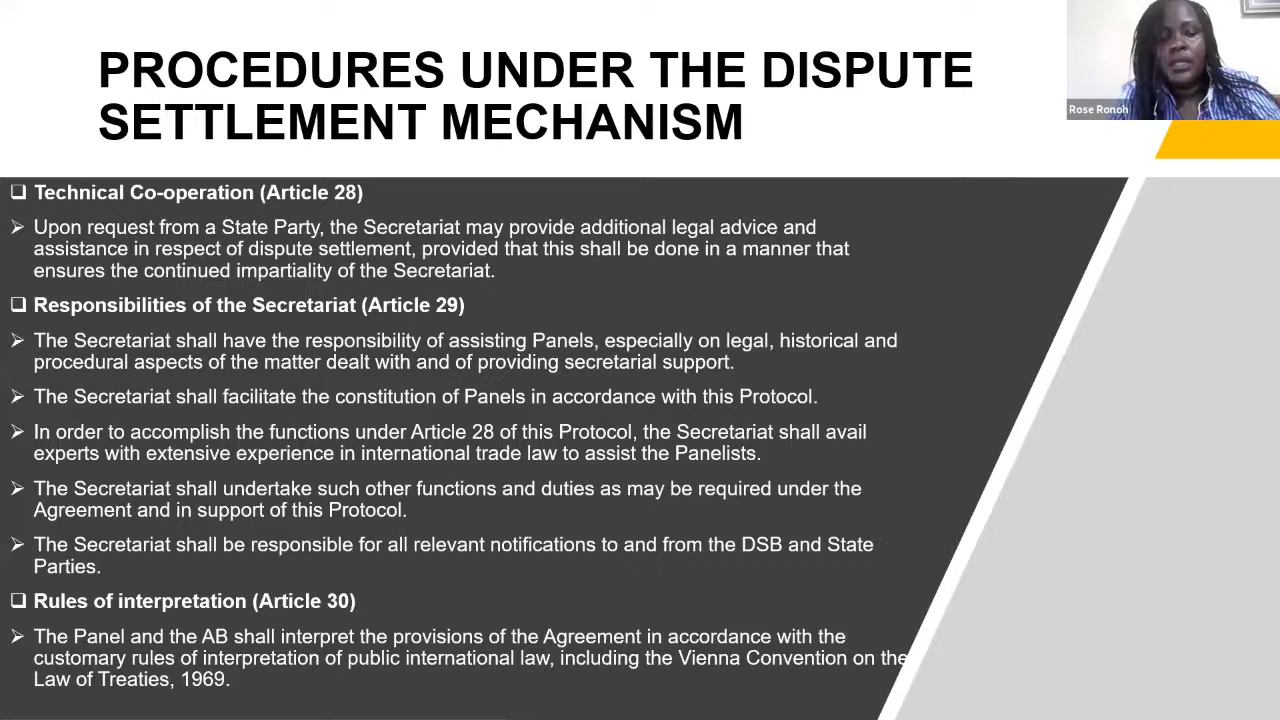 PROCEDURES UNDER THE DISPUTE
SETTLEMENT MECHANISM
Rose Ronoh
❑ Technical Co-operation (Article 28)
➢ Upon request from a State Party, the Secretariat may provide additional legal advice and
assistance in respect of dispute settlement, provided that this shall be done in a manner that
ensures the continued impartiality of the Secretariat.
❑ Responsibilities of the Secretariat (Article 29)
➢ The Secretariat shall have the responsibility of assisting Panels, especially on legal, historical and
procedural aspects of the matter dealt with and of providing secretarial support.
➢ The Secretariat shall facilitate the constitution of Panels in accordance with this Protocol.
➢ In order to accomplish the functions under Article 28 of this Protocol, the Secretariat shall avail
experts with extensive experience in international trade law to assist the Panelists.
➢ The Secretariat shall undertake such other functions and duties as may be required under the
Agreement and in support of this Protocol.
➢ The Secretariat shall be responsible for all relevant notifications to and from the DSB and State
Parties.
❑ Rules of interpretation (Article 30)
➢ The Panel and the AB shall interpret the provisions of the Agreement in accordance with the
customary rules of interpretation of public international law, including the Vienna Convention on the
Law of Treaties, 1969.